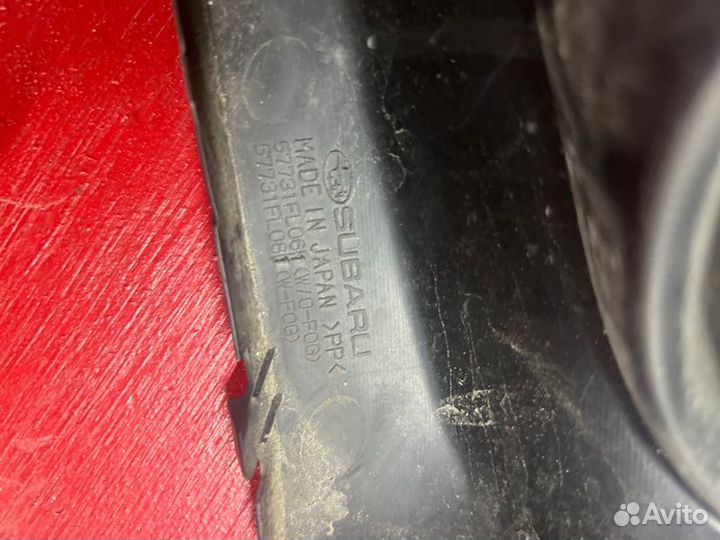 SUBARU
MADE IN JAPAN >PP<
57731FL061(W/O-FOG)
57731FL081(W-FOG)
Avito